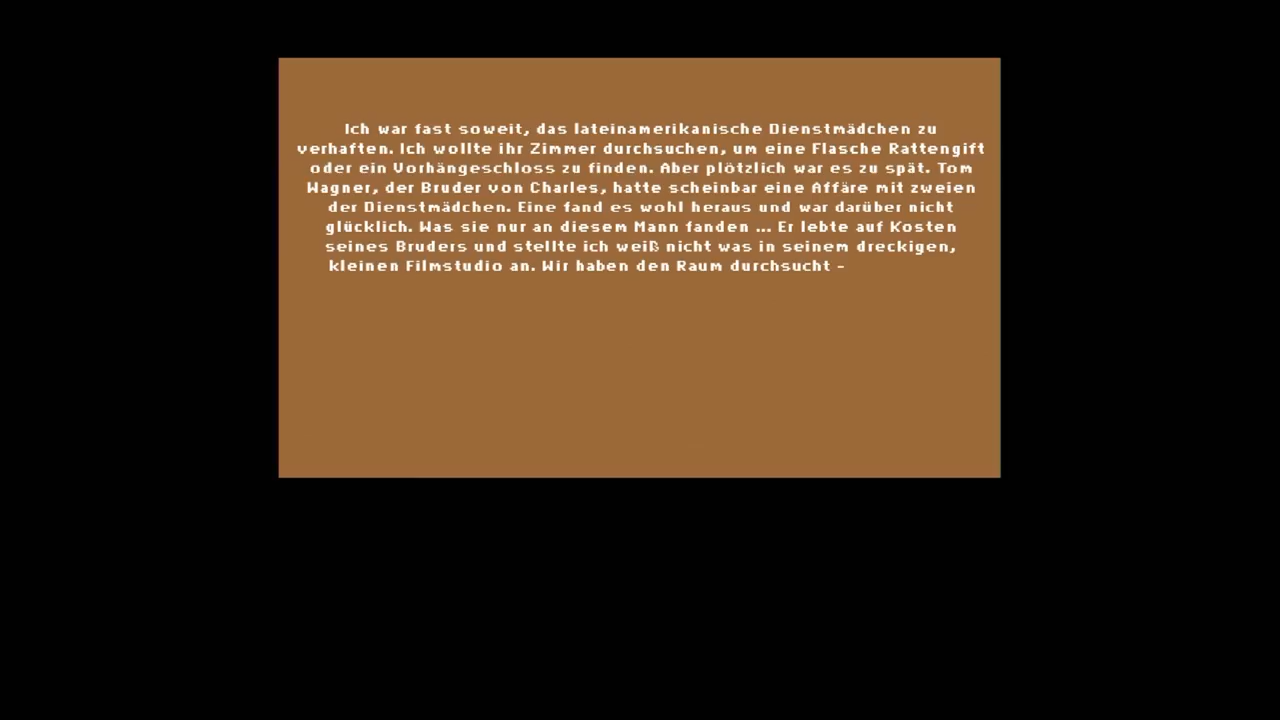 Ich war fast soweit, das lateinamerikanische Dienstmädchen zu
verhaften. Ich wollte ihr Zimmer durchsuchen, um eine Flasche Rattengift
oder ein Vorhängeschloss zu finden. Aber plötzlich war es zu spät. Tom
Wagner, der Bruder von Charles, hatte scheinbar eine Affäre mit zweien
der Dienstmädchen. Eine fand es wohl heraus und war darüber nicht
glücklich. Was sie nur an diesem Mann fanden ... Er lebte auf Kosten
seines Bruders und stellte ich weiß nicht was in seinem dreckigen,
kleinen Filmstudio an. Wir haben den Raum durchsucht -